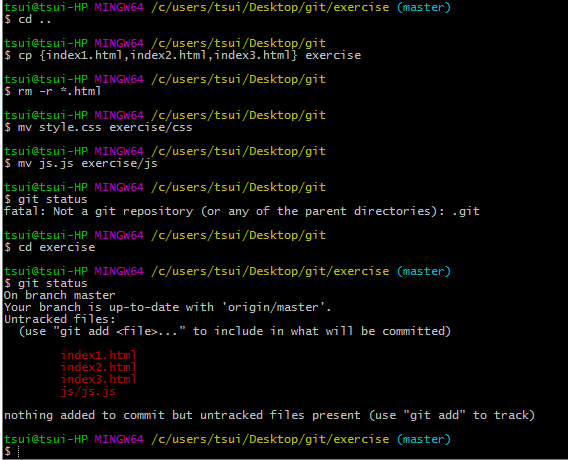 tsui@tsui-HP MINGW64 /c/users/tsui/Desktop/git/exercise (master)
$ cd ..
tsui@tsui-HP MINGW64 /c/users/tsui/Desktop/git
$ cp {index1.html,index2.html,index3.html} exercise
tsui@tsui-HP MINGW64 /c/users/tsui/Desktop/git
$ rm -r *.html
tsui@tsui-HP MINGW64 /c/users/tsui/Desktop/git
$ mv style.css exercise/css
tsui@tsui-HP MINGW64 /c/users/tsui/Desktop/git
$ mv js.js exercise/js
tsui@tsui-HP MINGW64 /c/users/tsui/Desktop/git
$ git status
fatal: Not a git repository (or any of the parent directories): .git
tsui@tsui-HP MINGW64 /c/users/tsui/Desktop/git
$ cd exercise
tsui@tsui-HP MINGW64 /c/users/tsui/Desktop/git/exercise (master)
$ git status
On branch master
Your branch is up-to-date with 'origin/master'.
Untracked files:
  (use "git add <file>..." to include in what will be committed)
        index1.html
        index2.html
        index3.html
        js/js.js
nothing added to commit but untracked files present (use "git add" to track)
tsui@tsui-HP MINGW64 /c/users/tsui/Desktop/git/exercise (master)
$